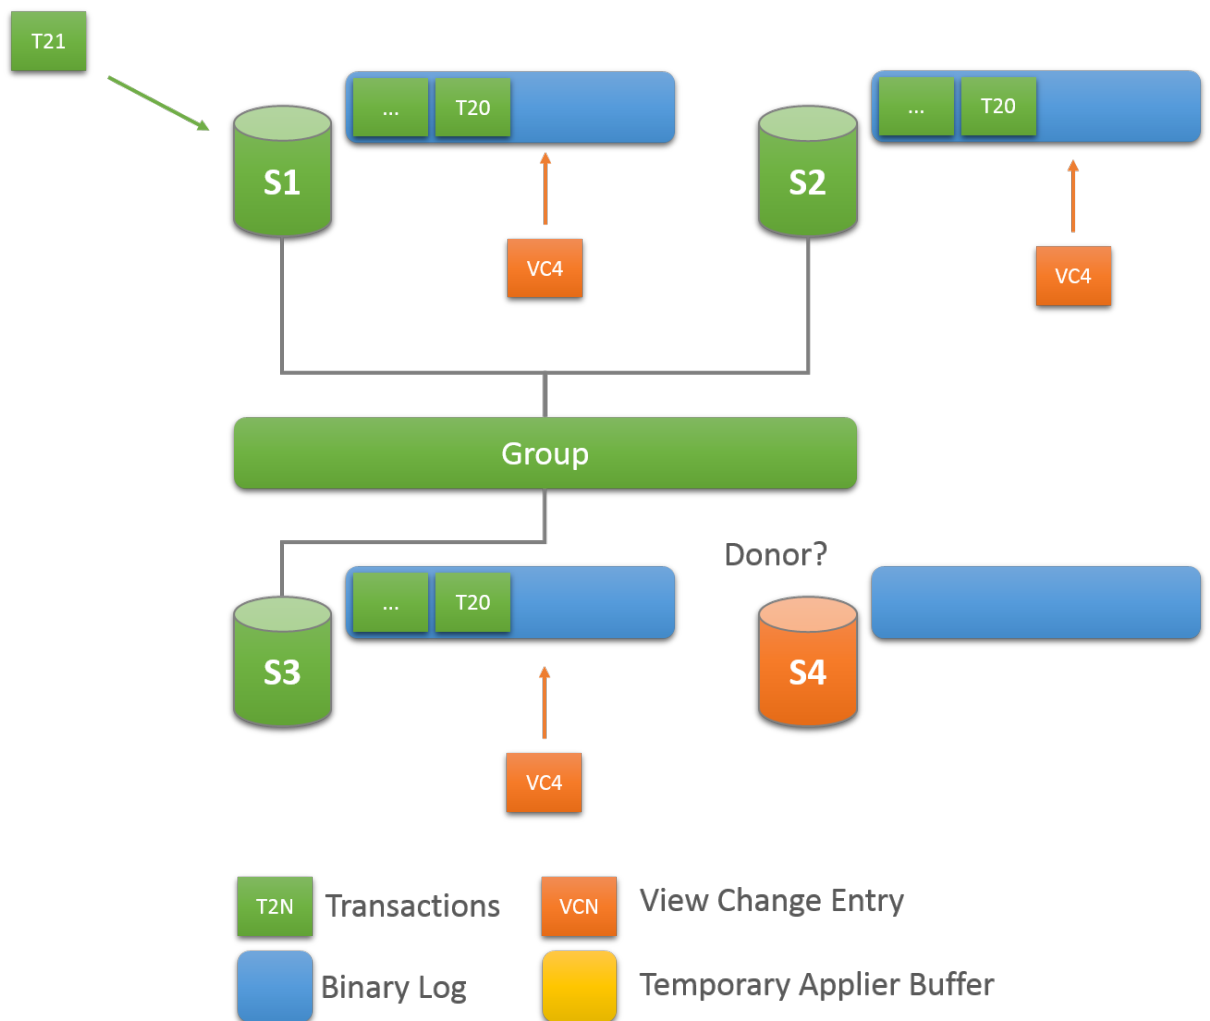 T21
... T20
S1
VC4
... T20
S2
VC4
Group
Donor?
... T20
S3
VC4
S4
T2N Transactions
VCN View Change Entry
Binary Log
Temporary Applier Buffer